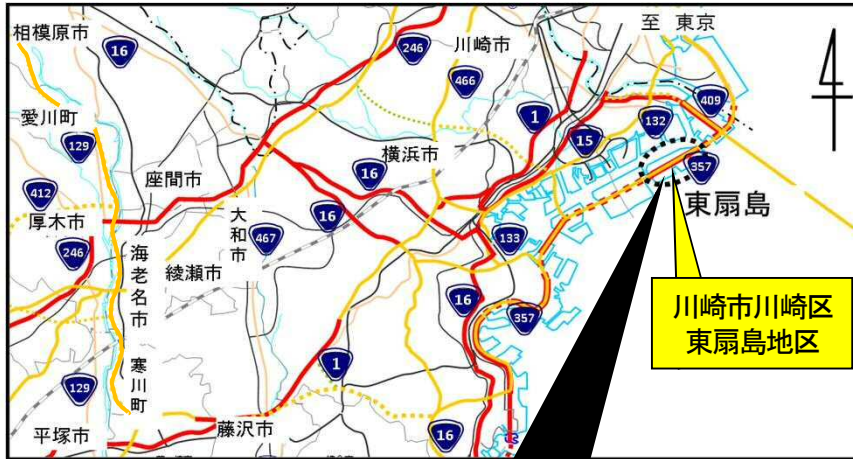 至 東京
相模原市
16
246
川崎市
466
409
愛川町
1
132
129
15
横浜市
357
座間市
16
412
東扇島
厚木市
16
大和市
467
133
246
海老名市
綾瀬市
川崎市川崎区
東扇島地区
16
357
1
129
寒川町
平塚市
藤沢市
16